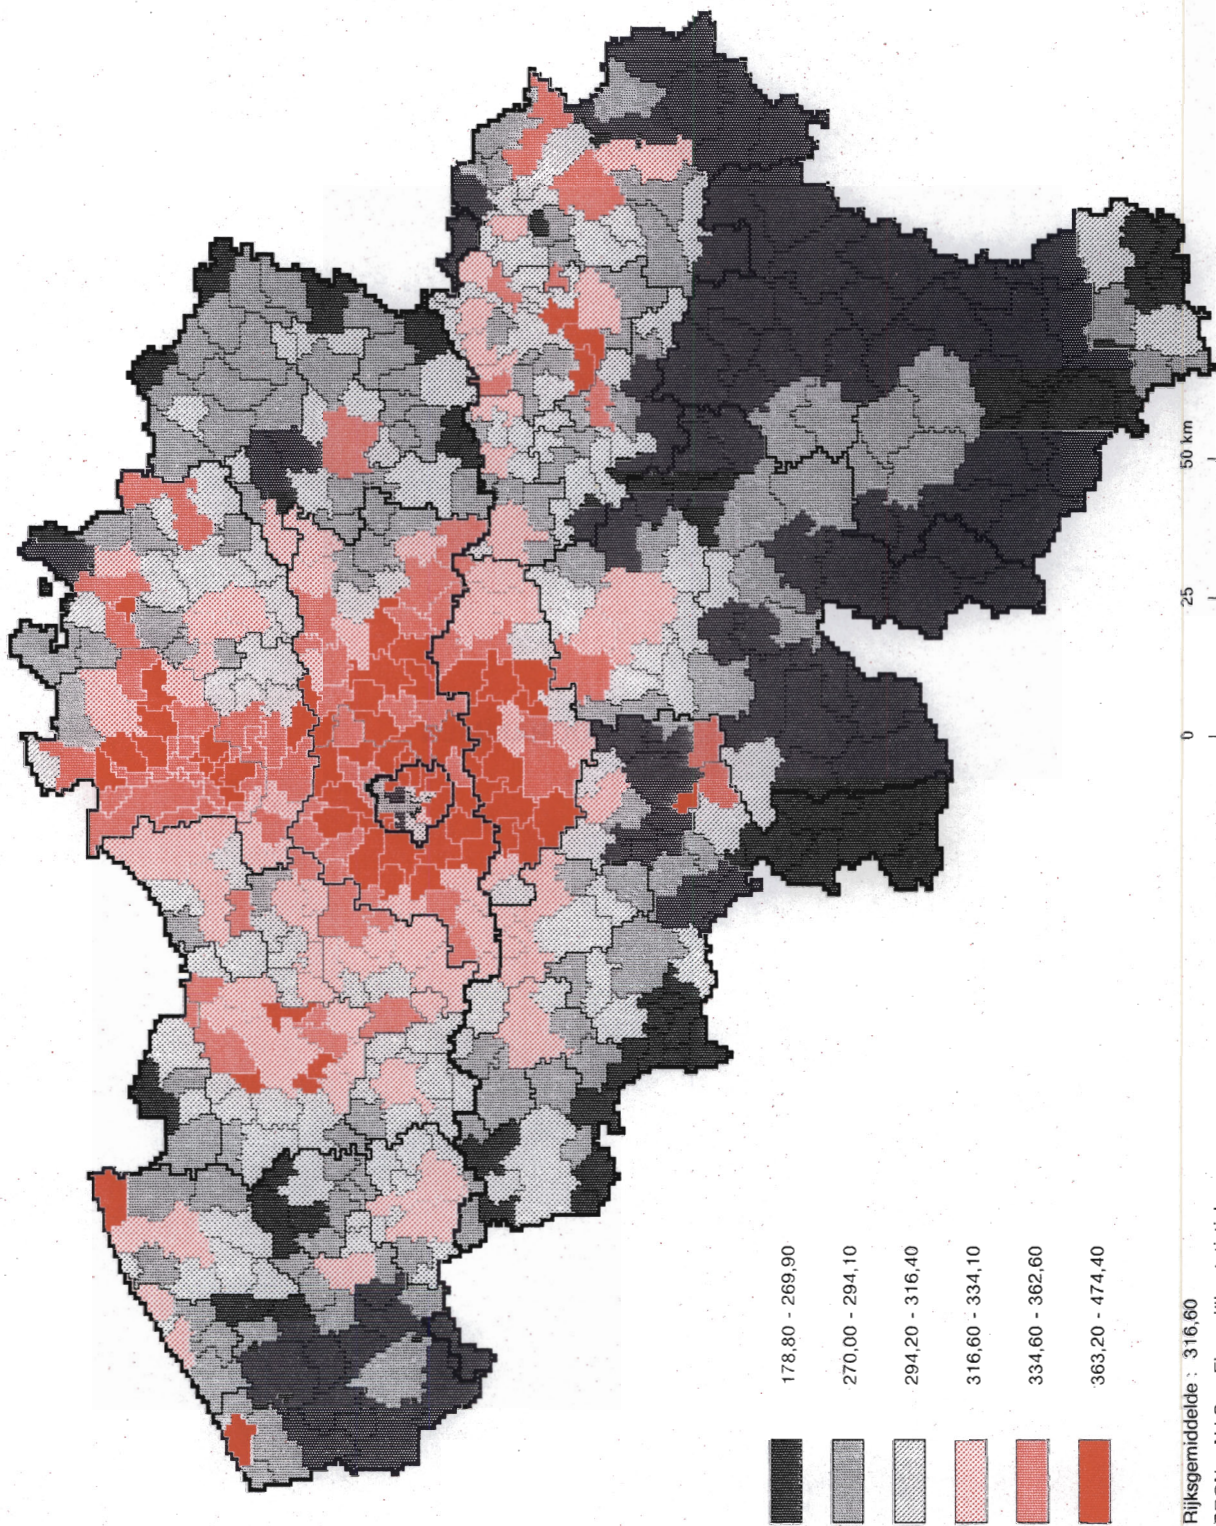 178,80 - 269,90
270,00 - 294,10
294,20 - 316,40
316,60 - 334,10
334,60 - 362,60
363,20 - 474,40
0 25 50 km
Rijksgemiddelde : 316,60